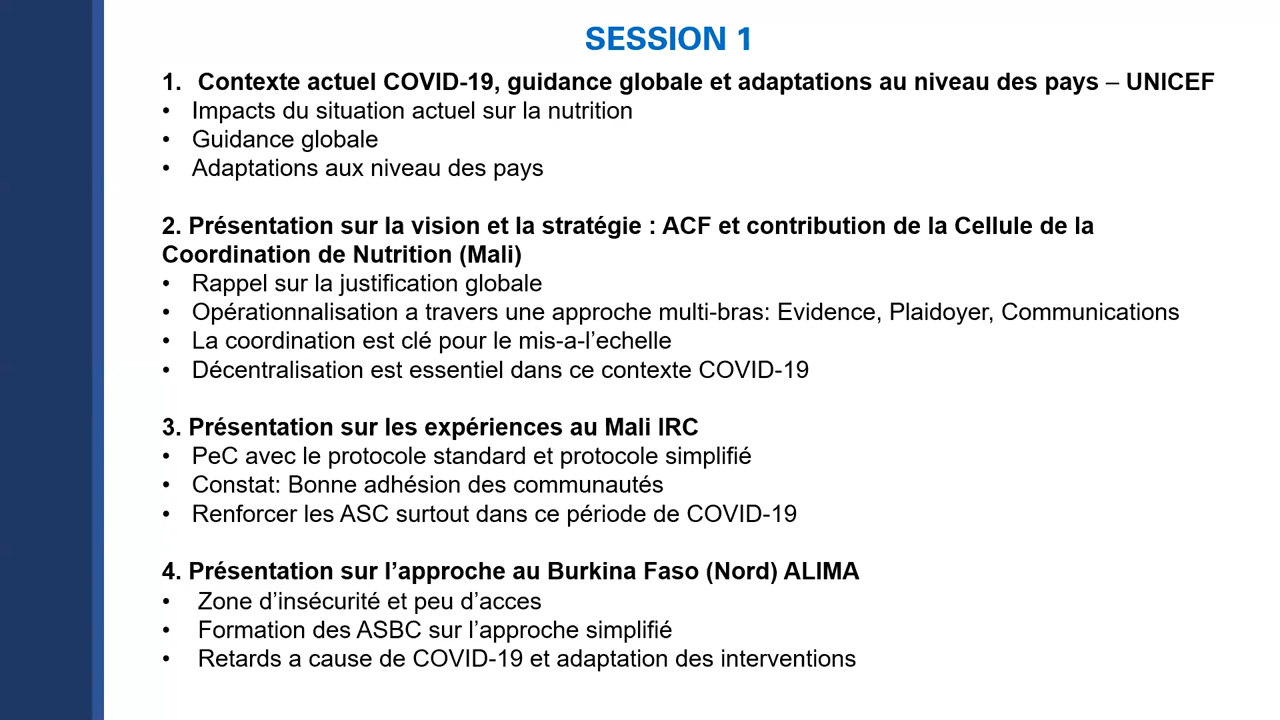 SESSION 1
1. Contexte actuel COVID-19, guidance globale et adaptations au niveau des pays – UNICEF
• Impacts du situation actuel sur la nutrition
• Guidance globale
• Adaptations aux niveau des pays
2. Présentation sur la vision et la stratégie : ACF et contribution de la Cellule de la
Coordination de Nutrition (Mali)
• Rappel sur la justification globale
• Opérationnalisation a travers une approche multi-bras: Evidence, Plaidoyer, Communications
• La coordination est clé pour le mis-a-l’echelle
• Décentralisation est essentiel dans ce contexte COVID-19
3. Présentation sur les expériences au Mali IRC
• PeC avec le protocole standard et protocole simplifié
• Constat: Bonne adhésion des communautés
• Renforcer les ASC surtout dans ce période de COVID-19
4. Présentation sur l’approche au Burkina Faso (Nord) ALIMA
• Zone d’insécurité et peu d’acces
• Formation des ASBC sur l’approche simplifié
• Retards a cause de COVID-19 et adaptation des interventions